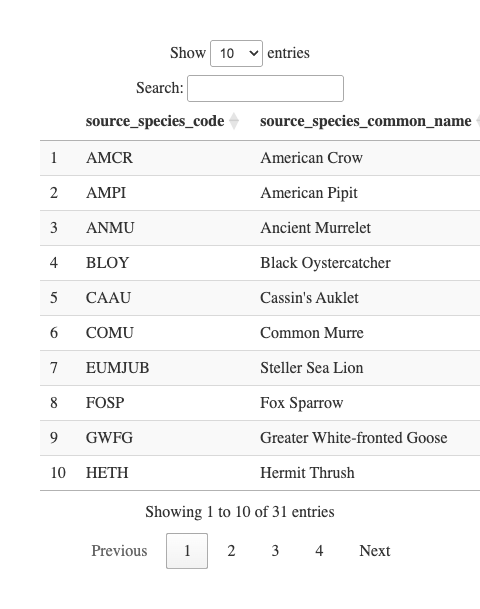 Show 10 entries
Search:
source_species_code source_species_common_name
1 AMCR American Crow
2 AMPI American Pipit
3 ANMU Ancient Murrelet
4 BLOY Black Oystercatcher
5 CAAU Cassin's Auklet
6 COMU Common Murre
7 EUMJUB Steller Sea Lion
8 FOSP Fox Sparrow
9 GWFG Greater White-fronted Goose
10 HETH Hermit Thrush
Showing 1 to 10 of 31 entries
Previous 1 2 3 4 Next